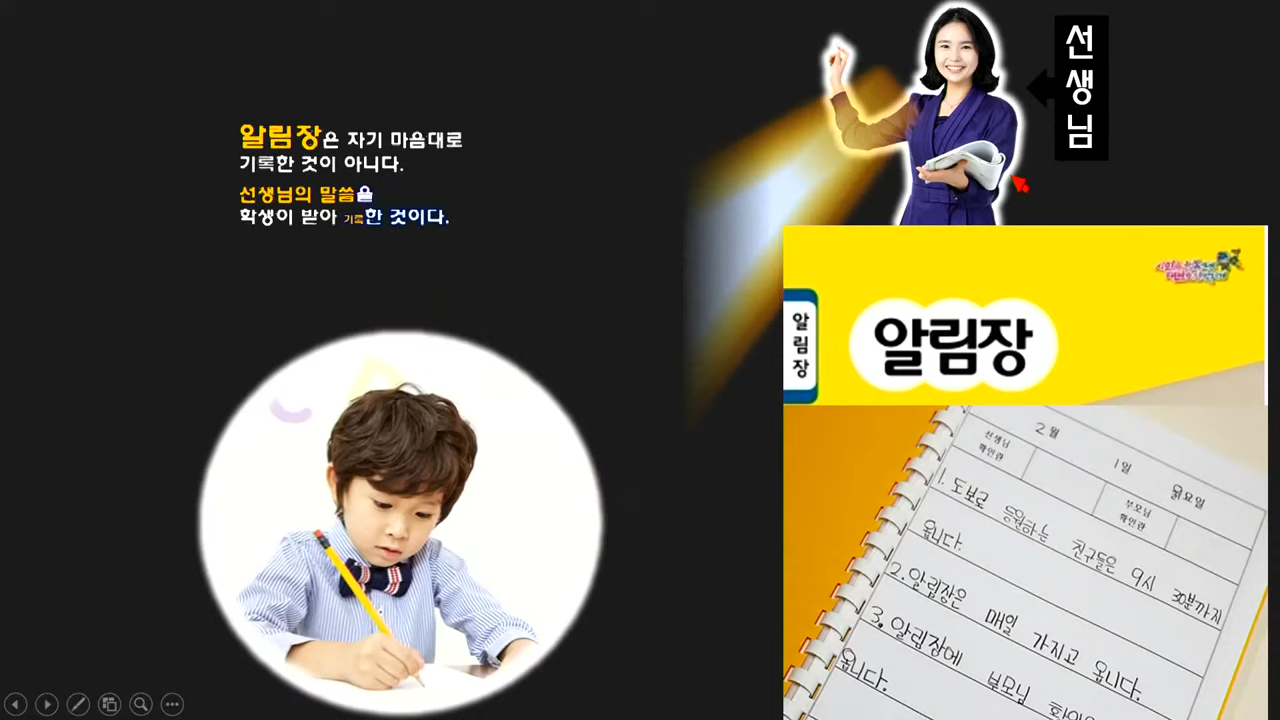 선생님
알림장은 자기 마음대로
기록한 것이 아니다.
선생님의 말씀을
학생이 받아 기록한 것이다.
알림장
알림장
2월 1일 목요일
선생님
확인란
부모님
확인란
1. 도보로 등원하는 친구들은 9시 30분까지
옵니다.
2. 알림장은 매일 가지고 옵니다.
3. 알림장에 부모님
옵니다.